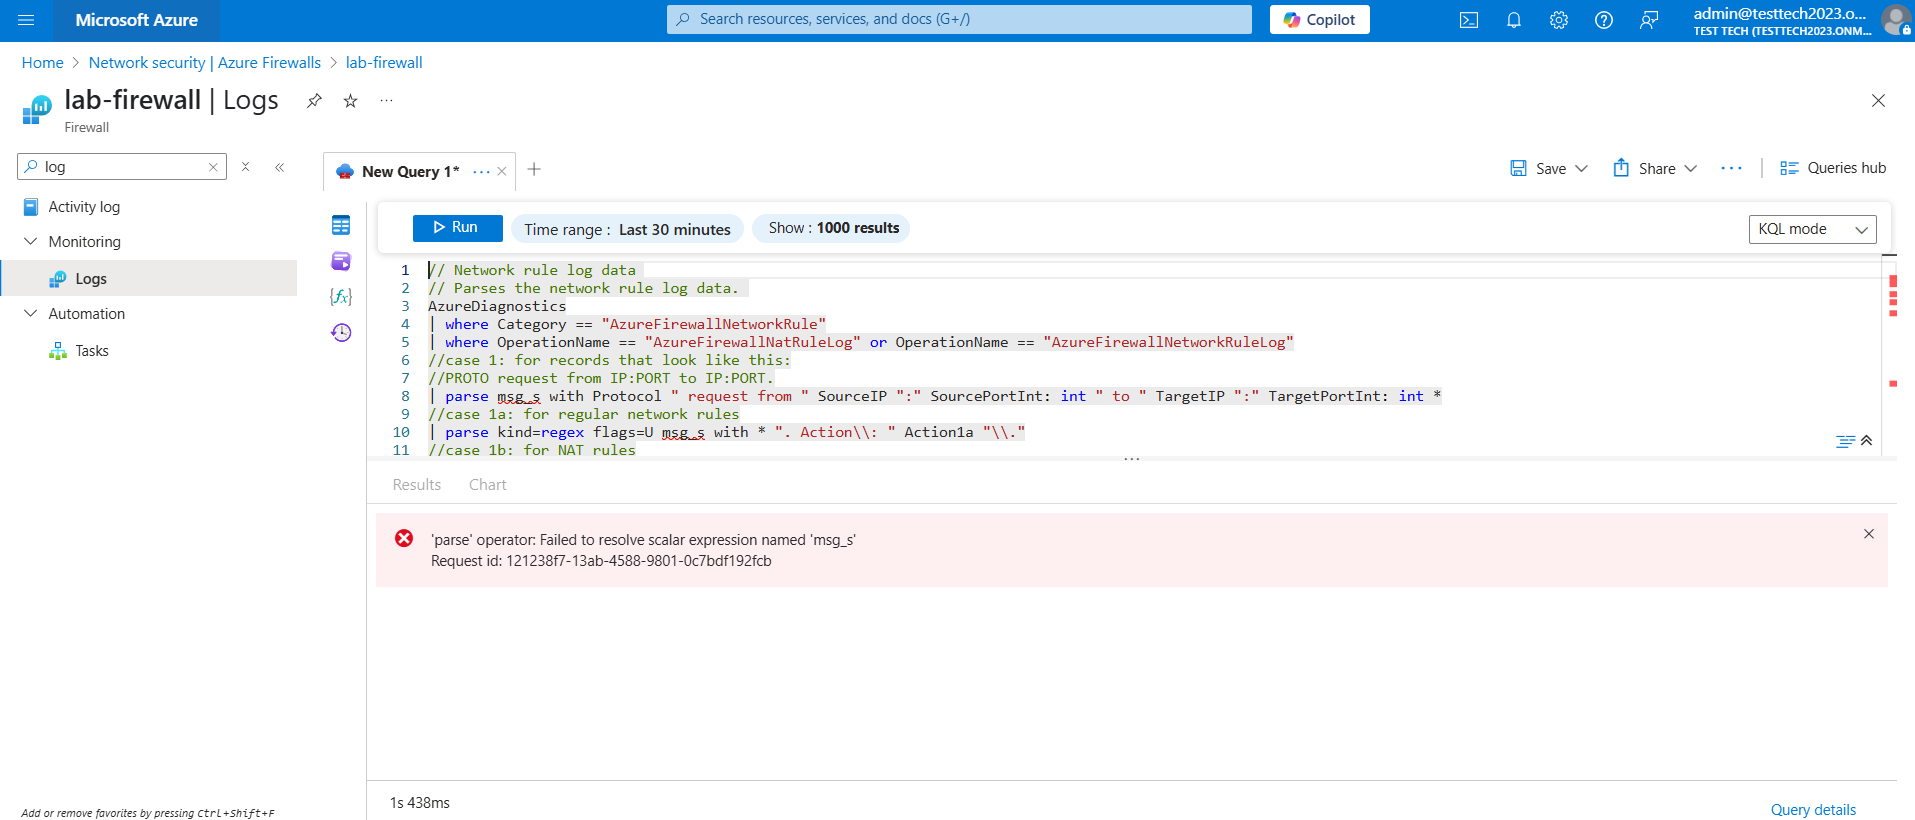 Microsoft Azure
Search resources, services, and docs (G+/)
Copilot
admin@testtech2023.o...
TEST TECH (TESTTECH2023.ONM...
Home > Network security | Azure Firewalls > lab-firewall
lab-firewall | Logs
Firewall
log
Activity log
Monitoring
Logs
Automation
Tasks
Add or remove favorites by pressing Ctrl+Shift+F
New Query 1*
Save
Share
Queries hub
Run
Time range : Last 30 minutes
Show : 1000 results
KQL mode
1 // Network rule log data
2 // Parses the network rule log data.
3 AzureDiagnostics
4 | where Category == "AzureFirewallNetworkRule"
5 | where OperationName == "AzureFirewallNatRuleLog" or OperationName == "AzureFirewallNetworkRuleLog"
6 //case 1: for records that look like this:
7 //PROTO request from IP:PORT to IP:PORT.
8 | parse msg_s with Protocol " request from " SourceIP ":" SourcePortInt: int " to " TargetIP ":" TargetPortInt: int *
9 //case 1a: for regular network rules
10 | parse kind=regex flags=U msg_s with * ". Action\\: " Action1a "\\."
11 //case 1b: for NAT rules
Results
Chart
'parse' operator: Failed to resolve scalar expression named 'msg_s'
Request id: 121238f7-13ab-4588-9801-0c7bdf192fcb
1s 438ms
Query details